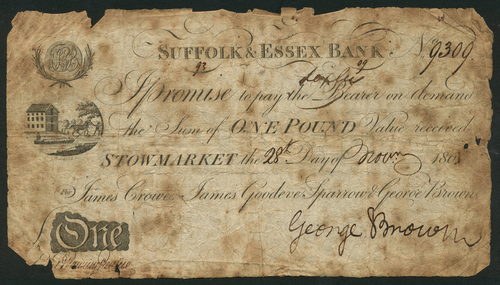 SUFFOLK & ESSEX BANK No 9309
I Promise to pay the Bearer on demand
the Sum of ONE POUND Value received
STOWMARKET the 28th Day of Novr 180
For James Crowe, James Goodeve Sparrow & George Brown
George Brown
One